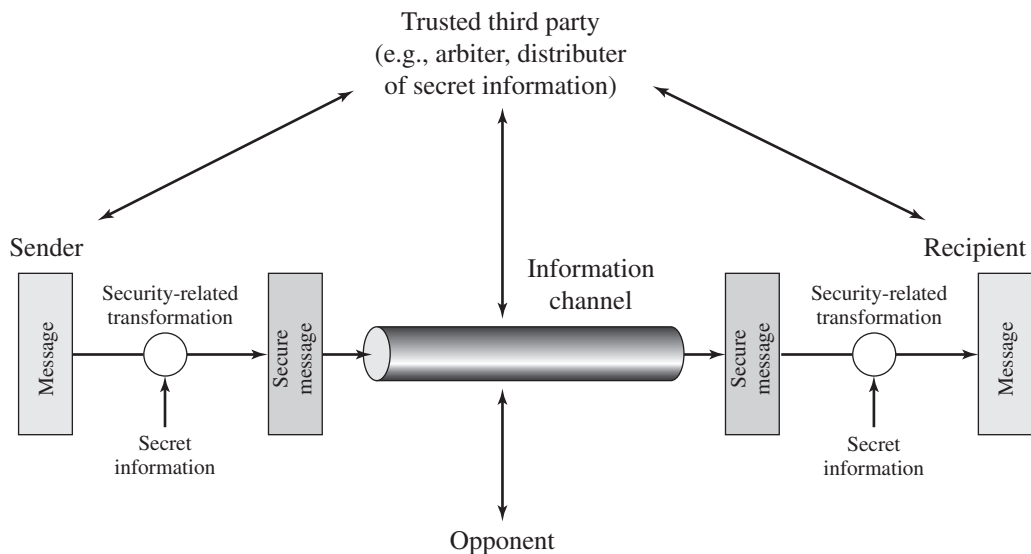 Trusted third party
(e.g., arbiter, distributer
of secret information)
Sender
Recipient
Information
channel
Security-related
transformation
Security-related
transformation
Message
Secure
message
Secure
message
Message
Secret
information
Secret
information
Opponent